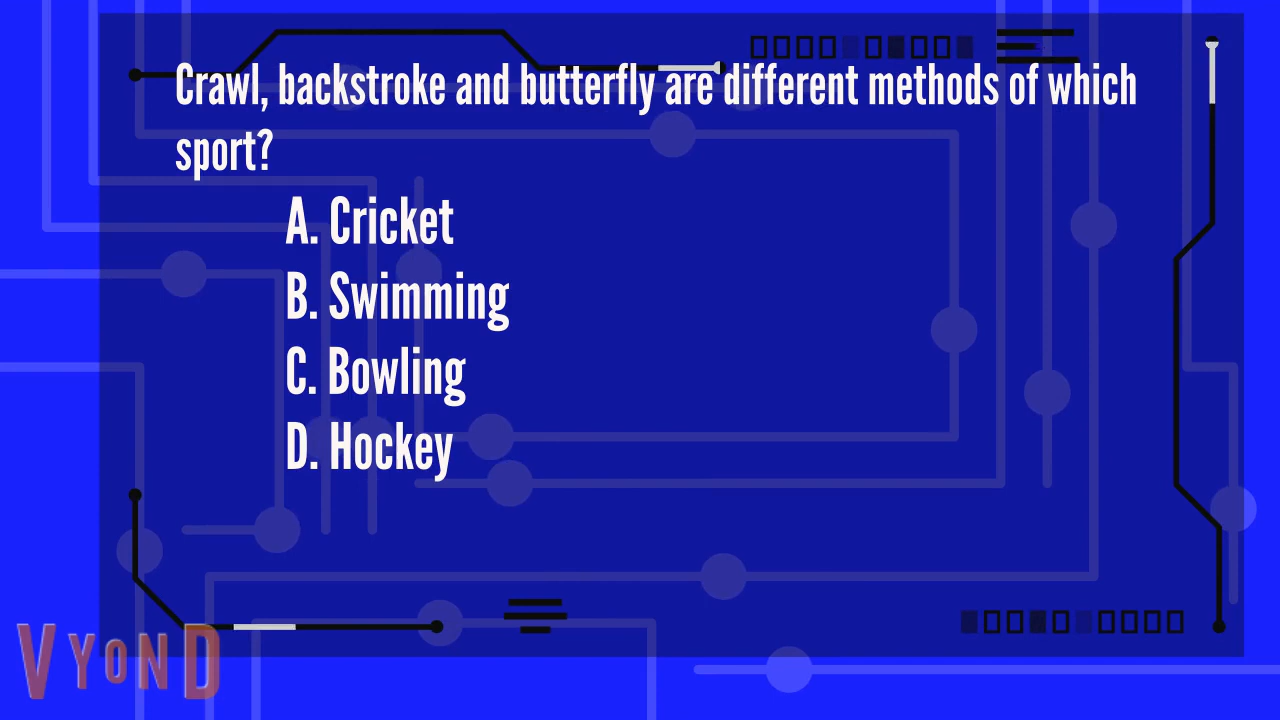 Crawl, backstroke and butterfly are different methods of which
sport?
A. Cricket
B. Swimming
C. Bowling
D. Hockey
VYOND